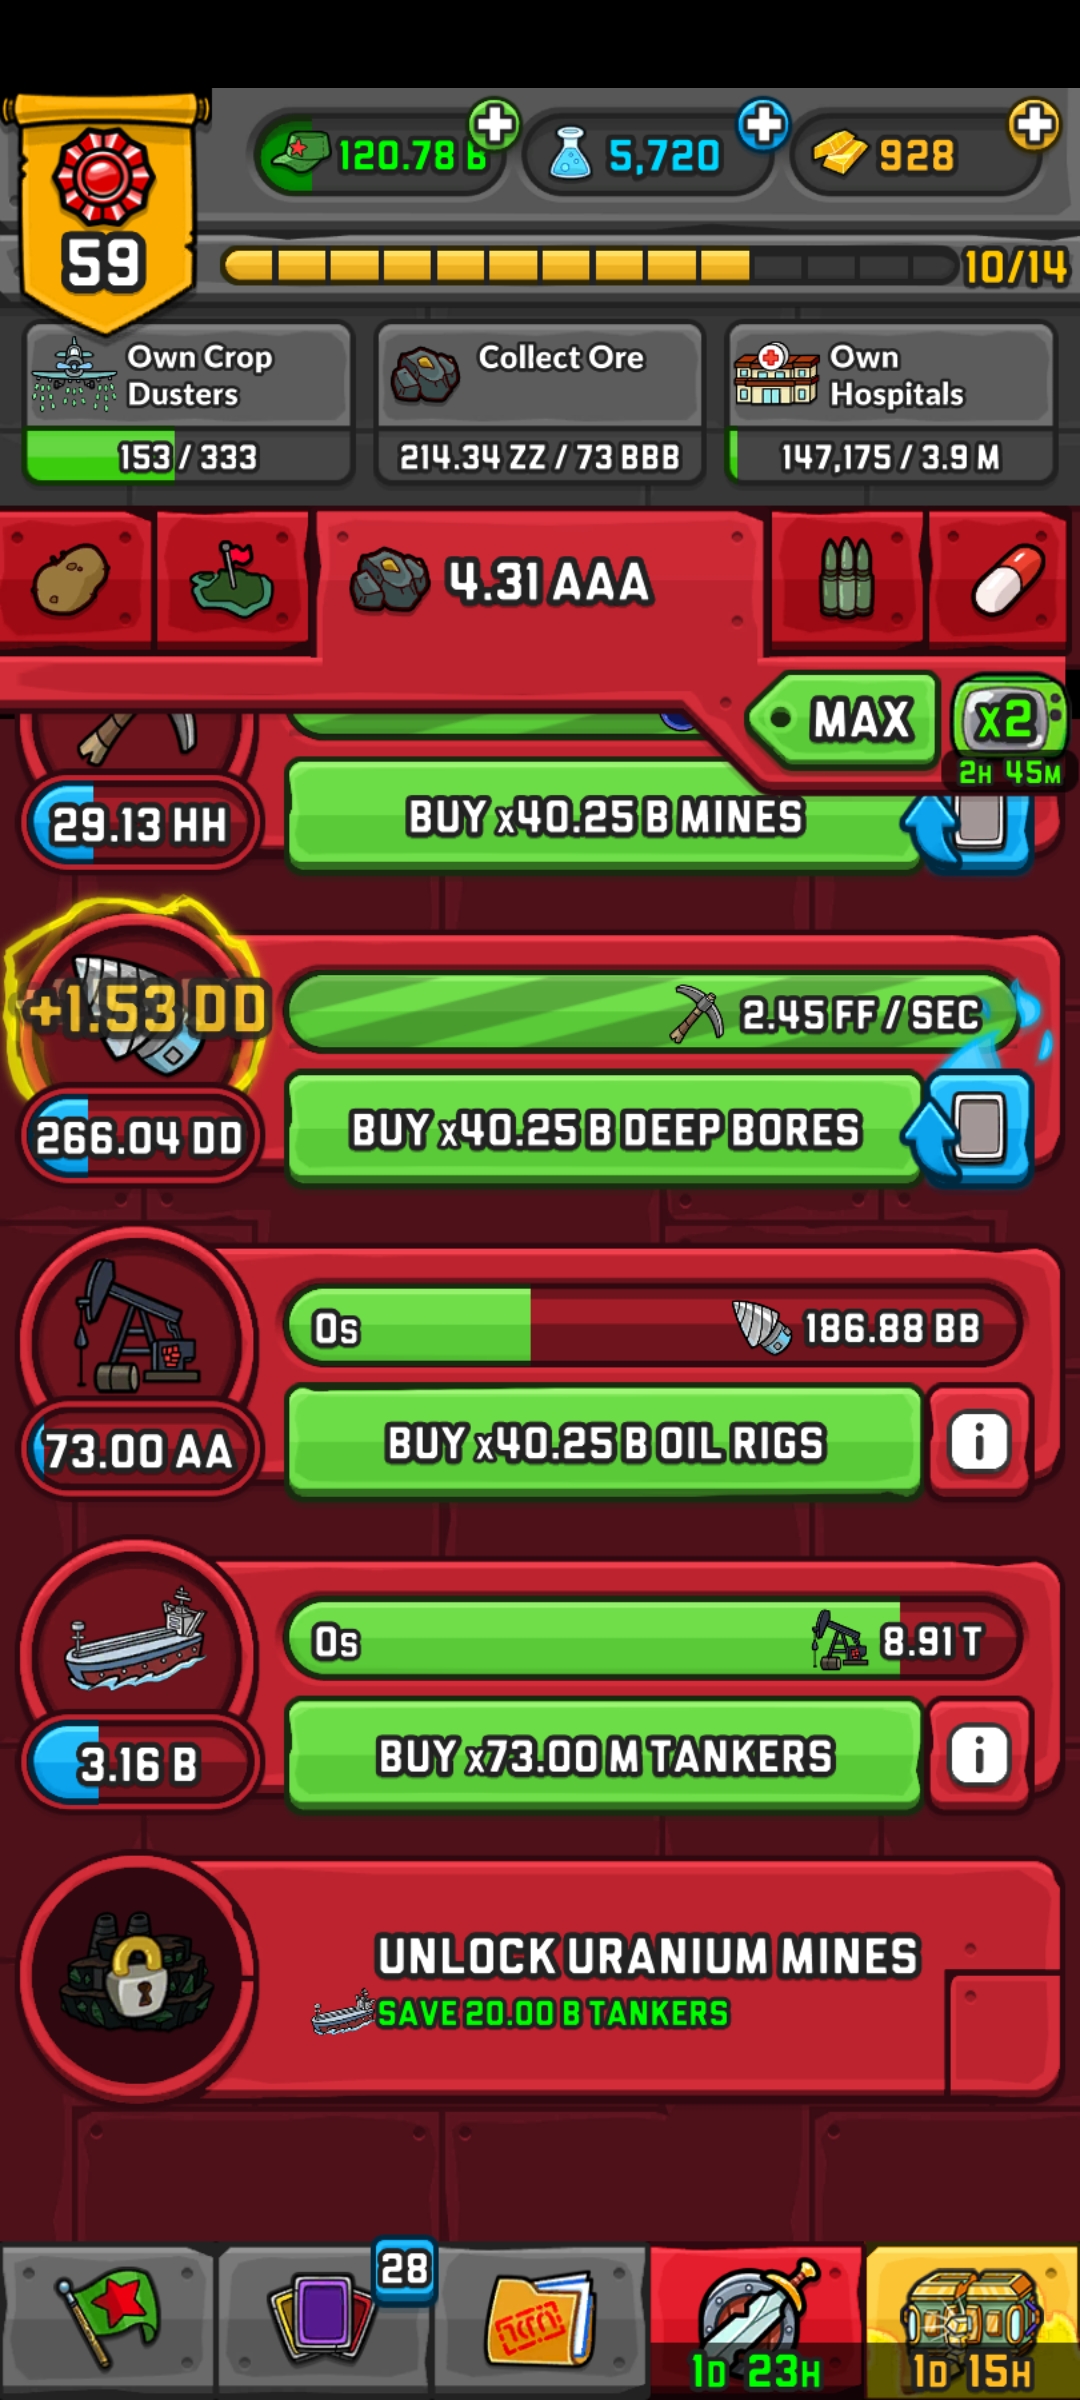 120.78 B
5,720
928
59
10/14
Own Crop
Dusters
153 / 333
Collect Ore
214.34 ZZ / 73 BBB
Own
Hospitals
147,175 / 3.9 M
4.31 AAA
MAX
x2
2H 45M
29.13 HH
BUY x40.25 B MINES
+1.53 DD
2.45 FF / SEC
266.04 DD
BUY x40.25 B DEEP BORES
0s
186.88 BB
73.00 AA
BUY x40.25 B OIL RIGS
i
0s
8.91 T
3.16 B
BUY x73.00 M TANKERS
i
UNLOCK URANIUM MINES
SAVE 20.00 B TANKERS
28
1D 23H
1D 15H